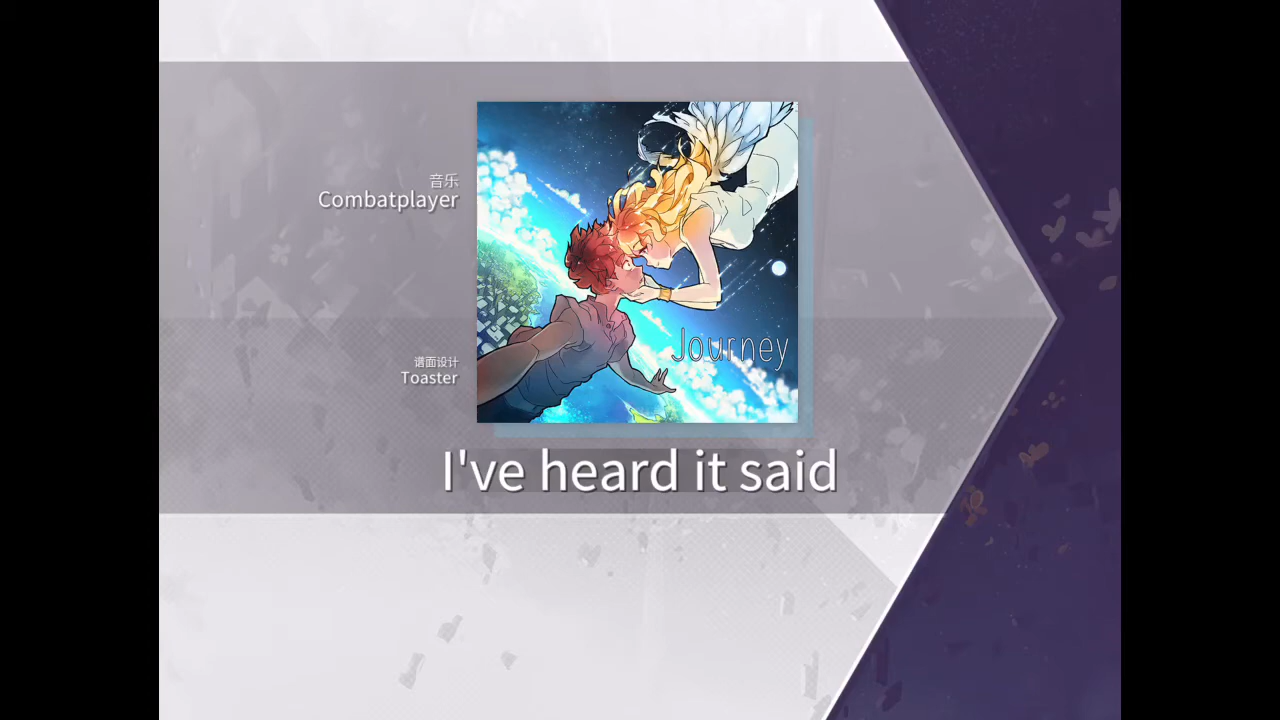 音乐
Combatplayer
Journey
谱面设计
Toaster
I've heard it said